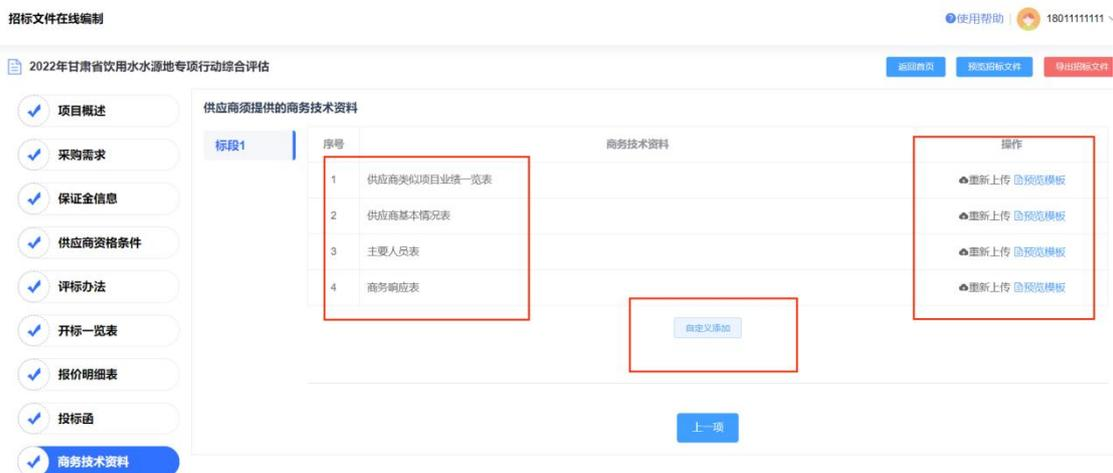 招标文件在线编制
使用帮助 18011111111
2022年甘肃省饮用水水源地专项行动综合评估
返回首页 预览招标文件 导出招标文件
项目概述
采购需求
保证金信息
供应商资格条件
评标办法
开标一览表
报价明细表
投标函
商务技术资料
供应商须提供的商务技术资料
标段1
序号 商务技术资料 操作
1 供应商类似项目业绩一览表 重新上传 预览模板
2 供应商基本情况表 重新上传 预览模板
3 主要人员表 重新上传 预览模板
4 商务响应表 重新上传 预览模板
自定义添加
上一项